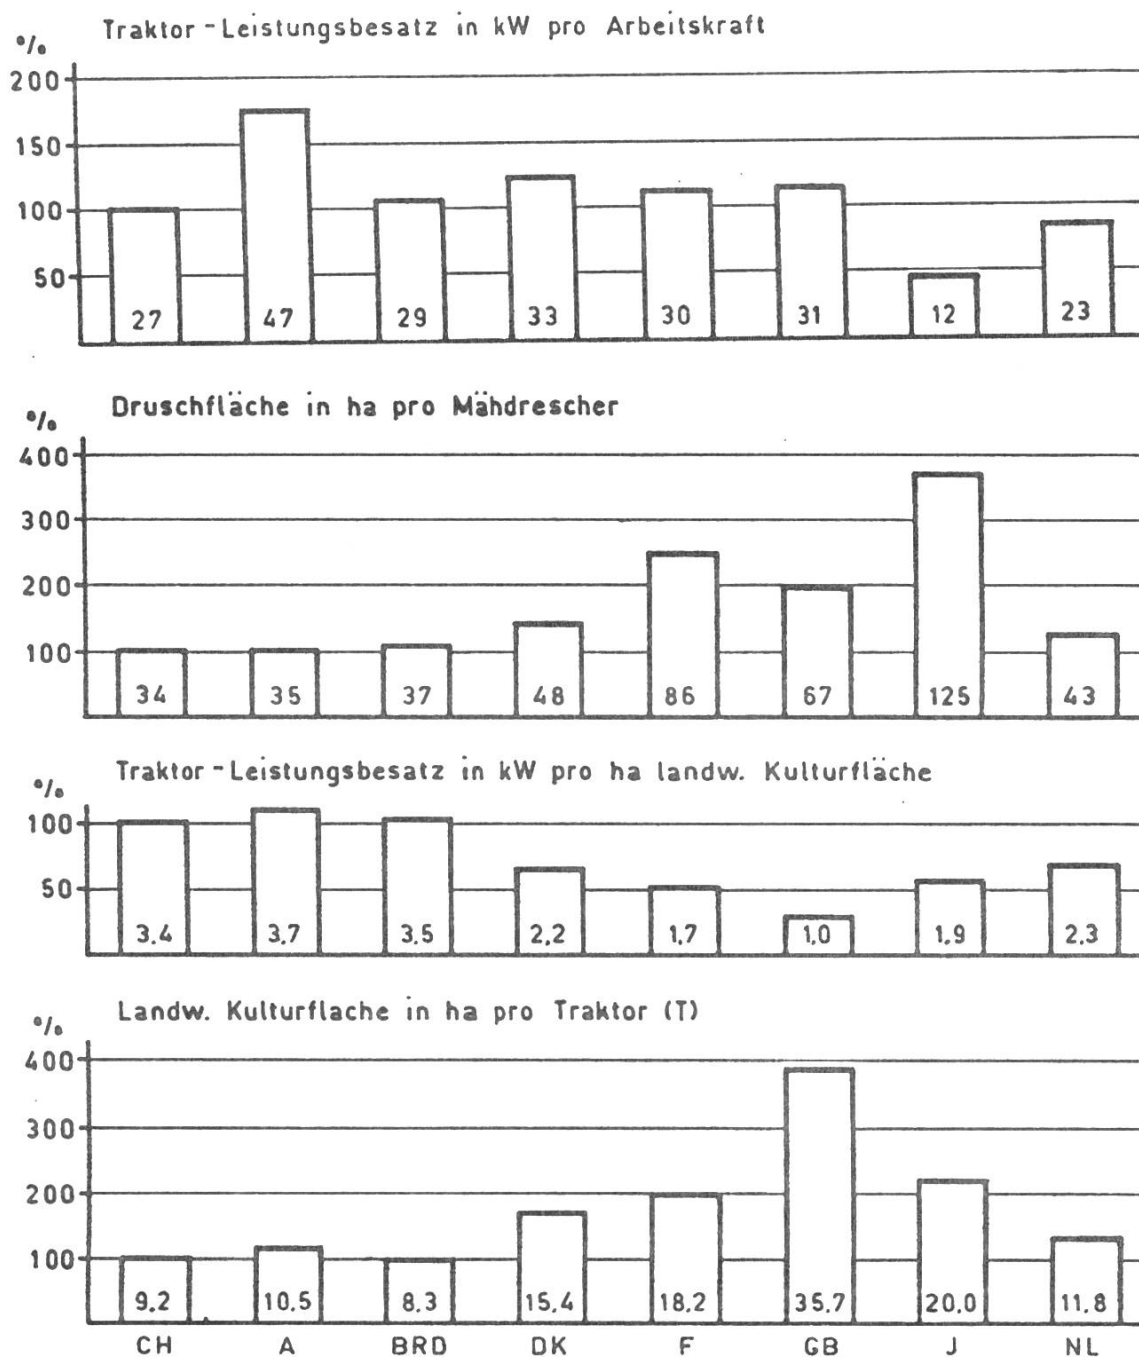 Traktor-Leistungsbesatz in kW pro Arbeitskraft
%
200
150
100
50
27 47 29 33 30 31 12 23
Druschfläche in ha pro Mähdrescher
%
400
300
200
100
34 35 37 48 86 67 125 43
Traktor-Leistungsbesatz in kW pro ha landw. Kulturfläche
%
100
50
3.4 3.7 3.5 2.2 1.7 1.0 1.9 2.3
Landw. Kulturflache in ha pro Traktor (T)
%
400
300
200
100
9.2 10.5 8.3 15.4 18.2 35.7 20.0 11.8
CH A BRD DK F GB J NL